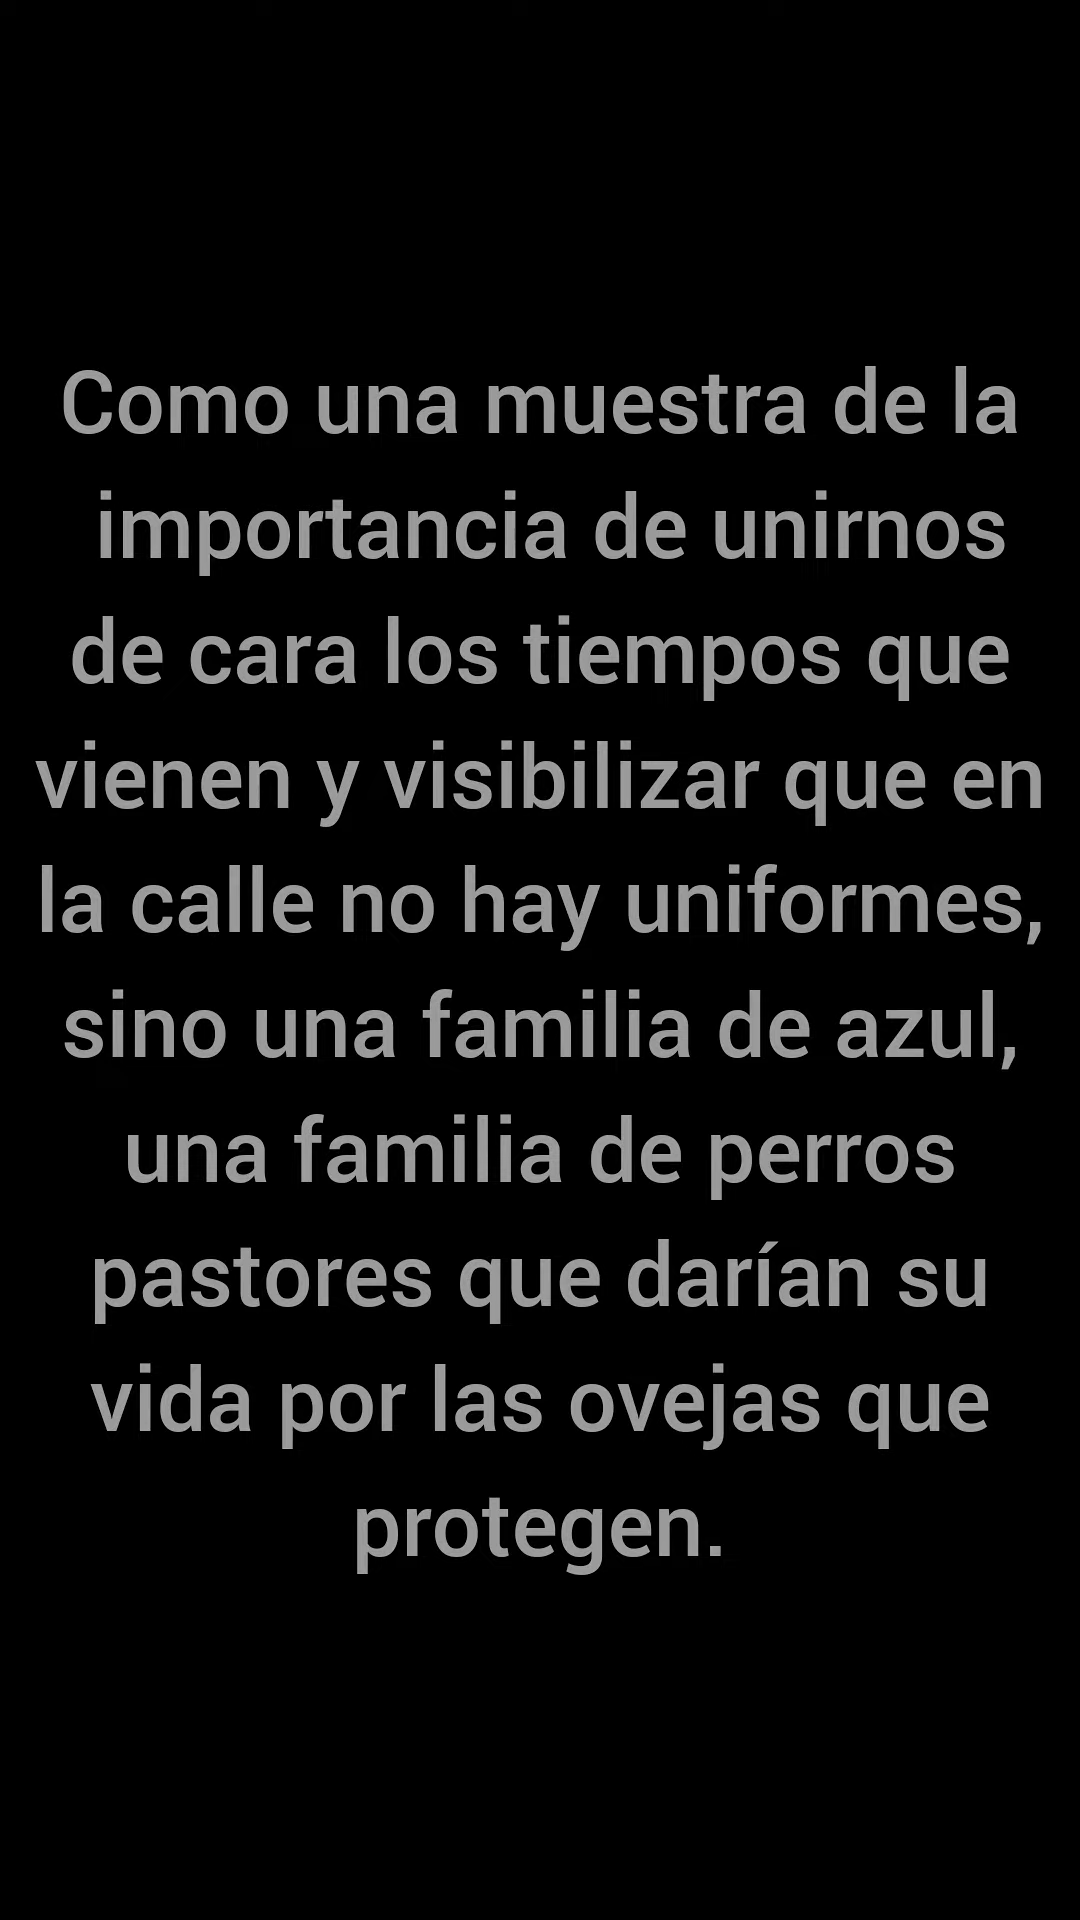 Como una muestra de la
importancia de unirnos
de cara los tiempos que
vienen y visibilizar que en
la calle no hay uniformes,
sino una familia de azul,
una familia de perros
pastores que darían su
vida por las ovejas que
protegen.